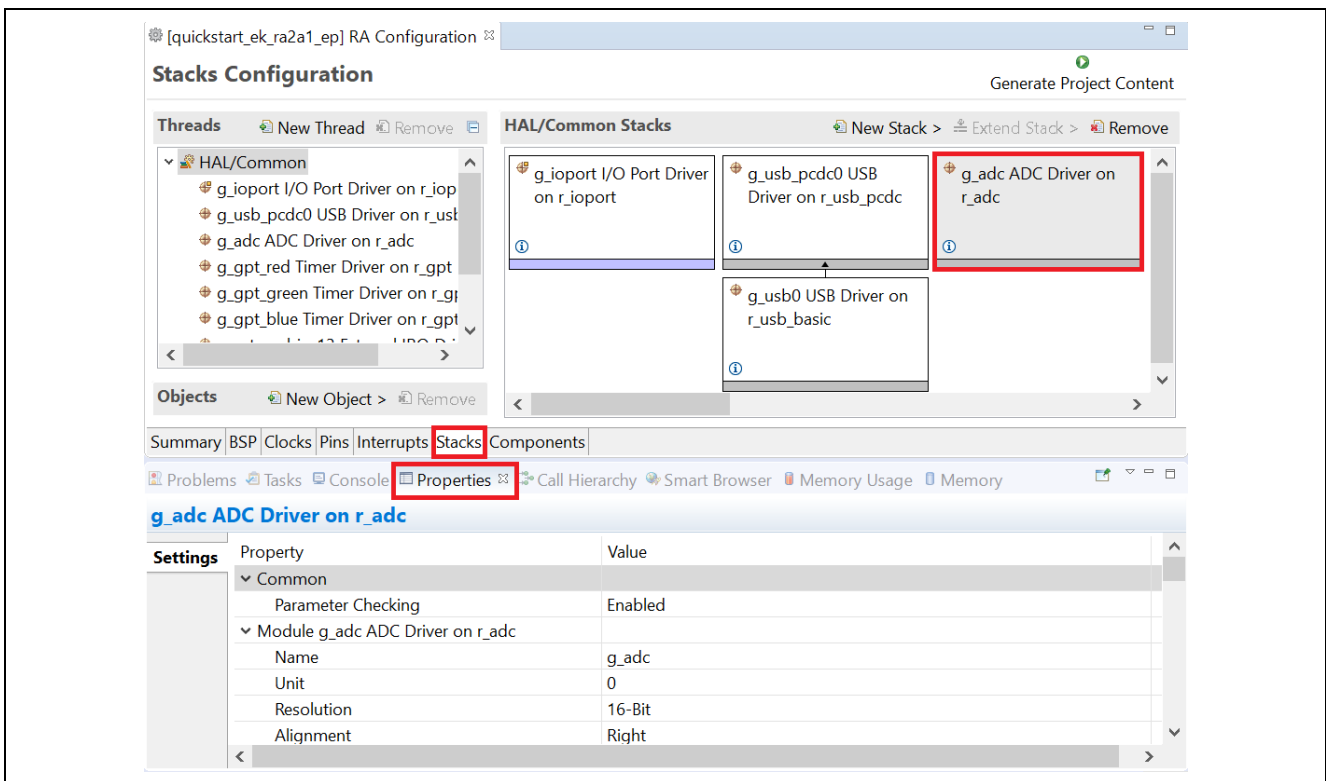 [quickstart_ek_ra2a1_ep] RA Configuration
Stacks Configuration
Generate Project Content
Threads New Thread Remove
HAL/Common Stacks New Stack > Extend Stack > Remove
HAL/Common
g_ioport I/O Port Driver on r_iop
g_usb_pcdc0 USB Driver on r_usb
g_adc ADC Driver on r_adc
g_gpt_red Timer Driver on r_gpt
g_gpt_green Timer Driver on r_gp
g_gpt_blue Timer Driver on r_gpt
g_ioport I/O Port Driver
on r_ioport
g_usb_pcdc0 USB
Driver on r_usb_pcdc
g_adc ADC Driver on
r_adc
g_usb0 USB Driver on
r_usb_basic
Objects New Object > Remove
Summary BSP Clocks Pins Interrupts Stacks Components
Problems Tasks Console Properties Call Hierarchy Smart Browser Memory Usage Memory
g_adc ADC Driver on r_adc
Settings
Property Value
Common
Parameter Checking Enabled
Module g_adc ADC Driver on r_adc
Name g_adc
Unit 0
Resolution 16-Bit
Alignment Right